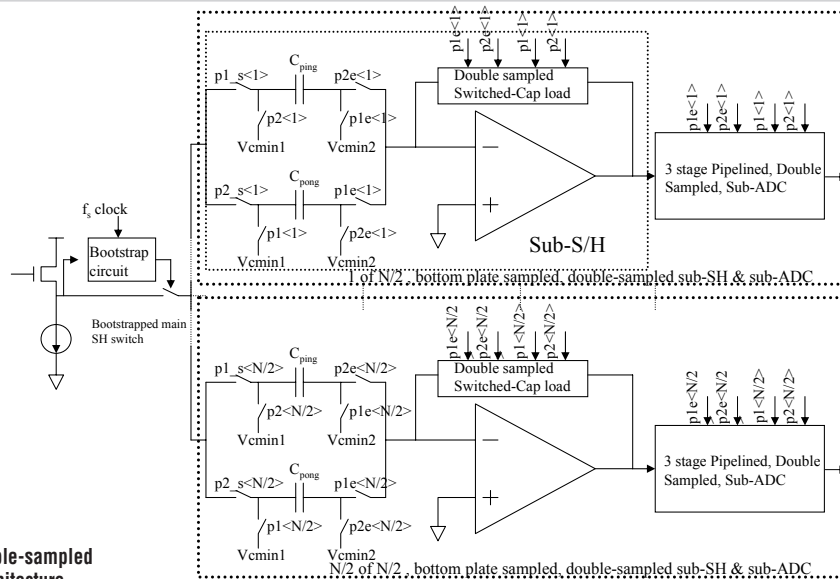 p1e<1>
p2e<1>
p1<1>
p2<1>
p1_s<1>
Cping
p2e<1>
Double sampled
Switched-Cap load
p2<1>
p1e<1>
Vcmin1
Vcmin2
p2_s<1>
Cpong
p1e<1>
p1<1>
p2e<1>
Vcmin1
Vcmin2
−
+
Sub-S/H
p1e<1>
p2e<1>
p1<1>
p2<1>
3 stage Pipelined, Double
Sampled, Sub-ADC
1 of N/2 , bottom plate sampled, double-sampled sub-SH & sub-ADC
fs clock
Bootstrap
circuit
Bootstrapped main
SH switch
p1e<N/2
p2e<N/2
p1<N/2>
p2<N/2>
p1_s<N/2>
Cping
p2e<N/2>
Double sampled
Switched-Cap load
p2<N/2>
p1e<N/2>
Vcmin1
Vcmin2
p2_s<N/2>
Cpong
p1e<N/2>
p1<N/2>
p2e<N/2>
Vcmin1
Vcmin2
−
+
p1e<N/2
p2e<N/2
p1<N/2>
p2<N/2>
3 stage Pipelined, Double
Sampled, Sub-ADC
N/2 of N/2 , bottom plate sampled, double-sampled sub-SH & sub-ADC
ble-sampled